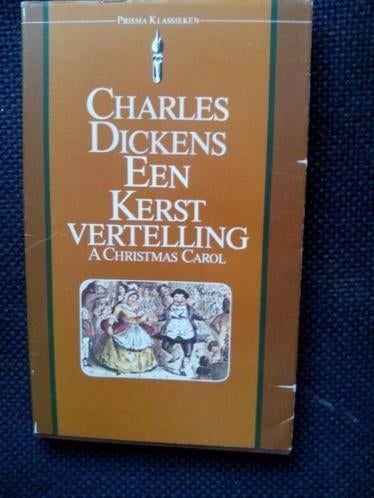 PRISMA KLASSIEKEN
CHARLES
DICKENS
EEN
KERST
VERTELLING
A CHRISTMAS CAROL